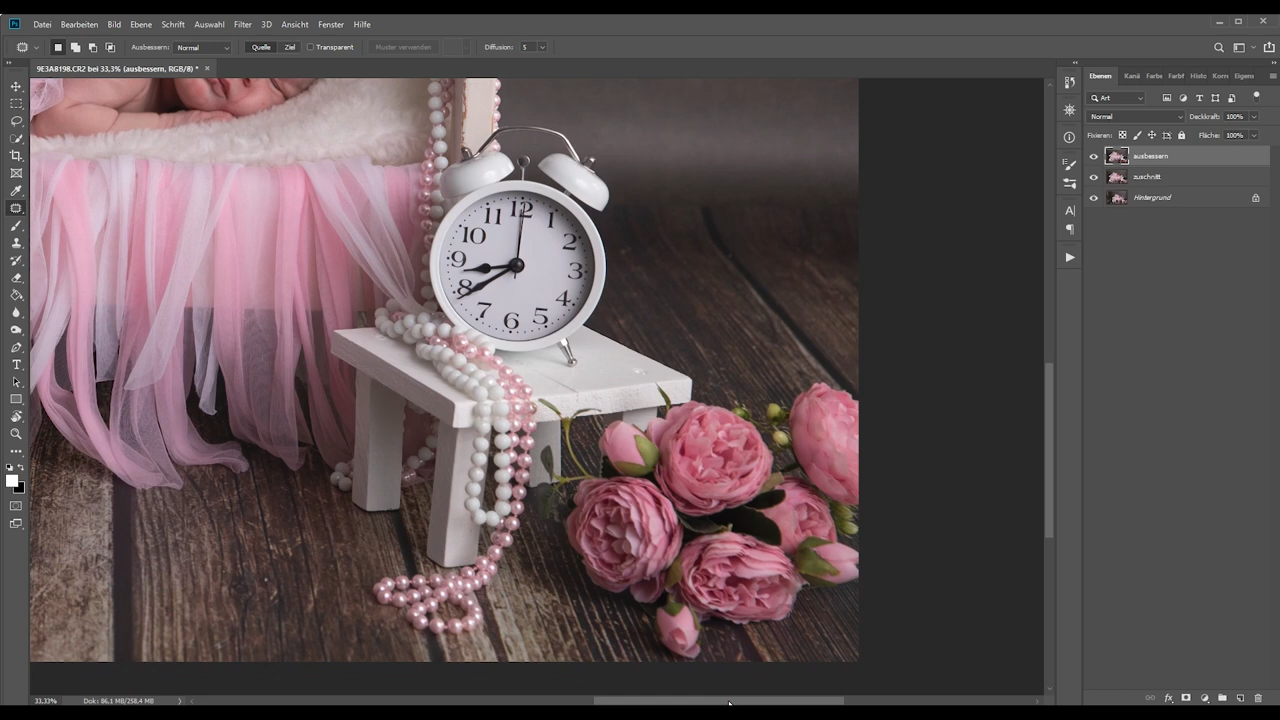 Ps Datei Bearbeiten Bild Ebene Schrift Auswahl Filter 3D Ansicht Fenster Hilfe
Ausbessern: Normal Quelle Ziel Transparent Muster verwenden Diffusion: 5
9E3A8198.CR2 bei 33,3% (ausbessern, RGB/8) *
Ebenen Kanä Farbe Farbf Histo Korn Eigens
Art
Normal Deckkraft: 100%
Fixieren: Fläche: 100%
ausbessern
zuschnitt
Hintergrund
12
11 1
10 2
9 3
8 4
7 5
6
33,33% Dok: 86,1 MB/258,4 MB